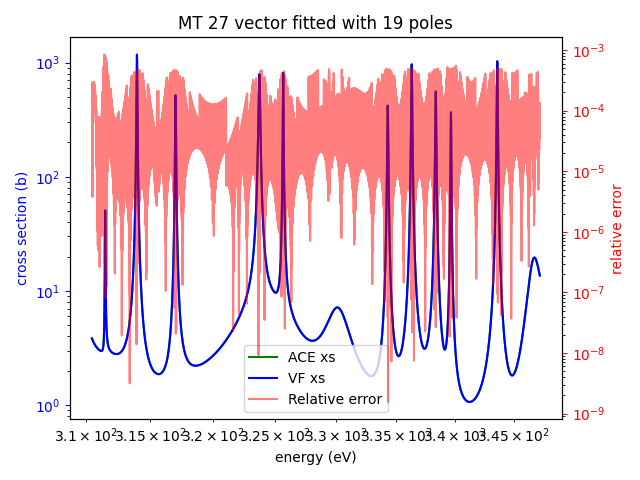 MT 27 vector fitted with 19 poles
cross section (b)
10³
10²
10¹
10⁰
relative error
10⁻³
10⁻⁴
10⁻⁵
10⁻⁶
10⁻⁷
10⁻⁸
10⁻⁹
ACE xs
VF xs
Relative error
3.1 × 10² 3.15 × 10² 3.2 × 10² 3.25 × 10² 3.3 × 10² 3.35 × 10² 3.4 × 10² 3.45 × 10²
energy (eV)